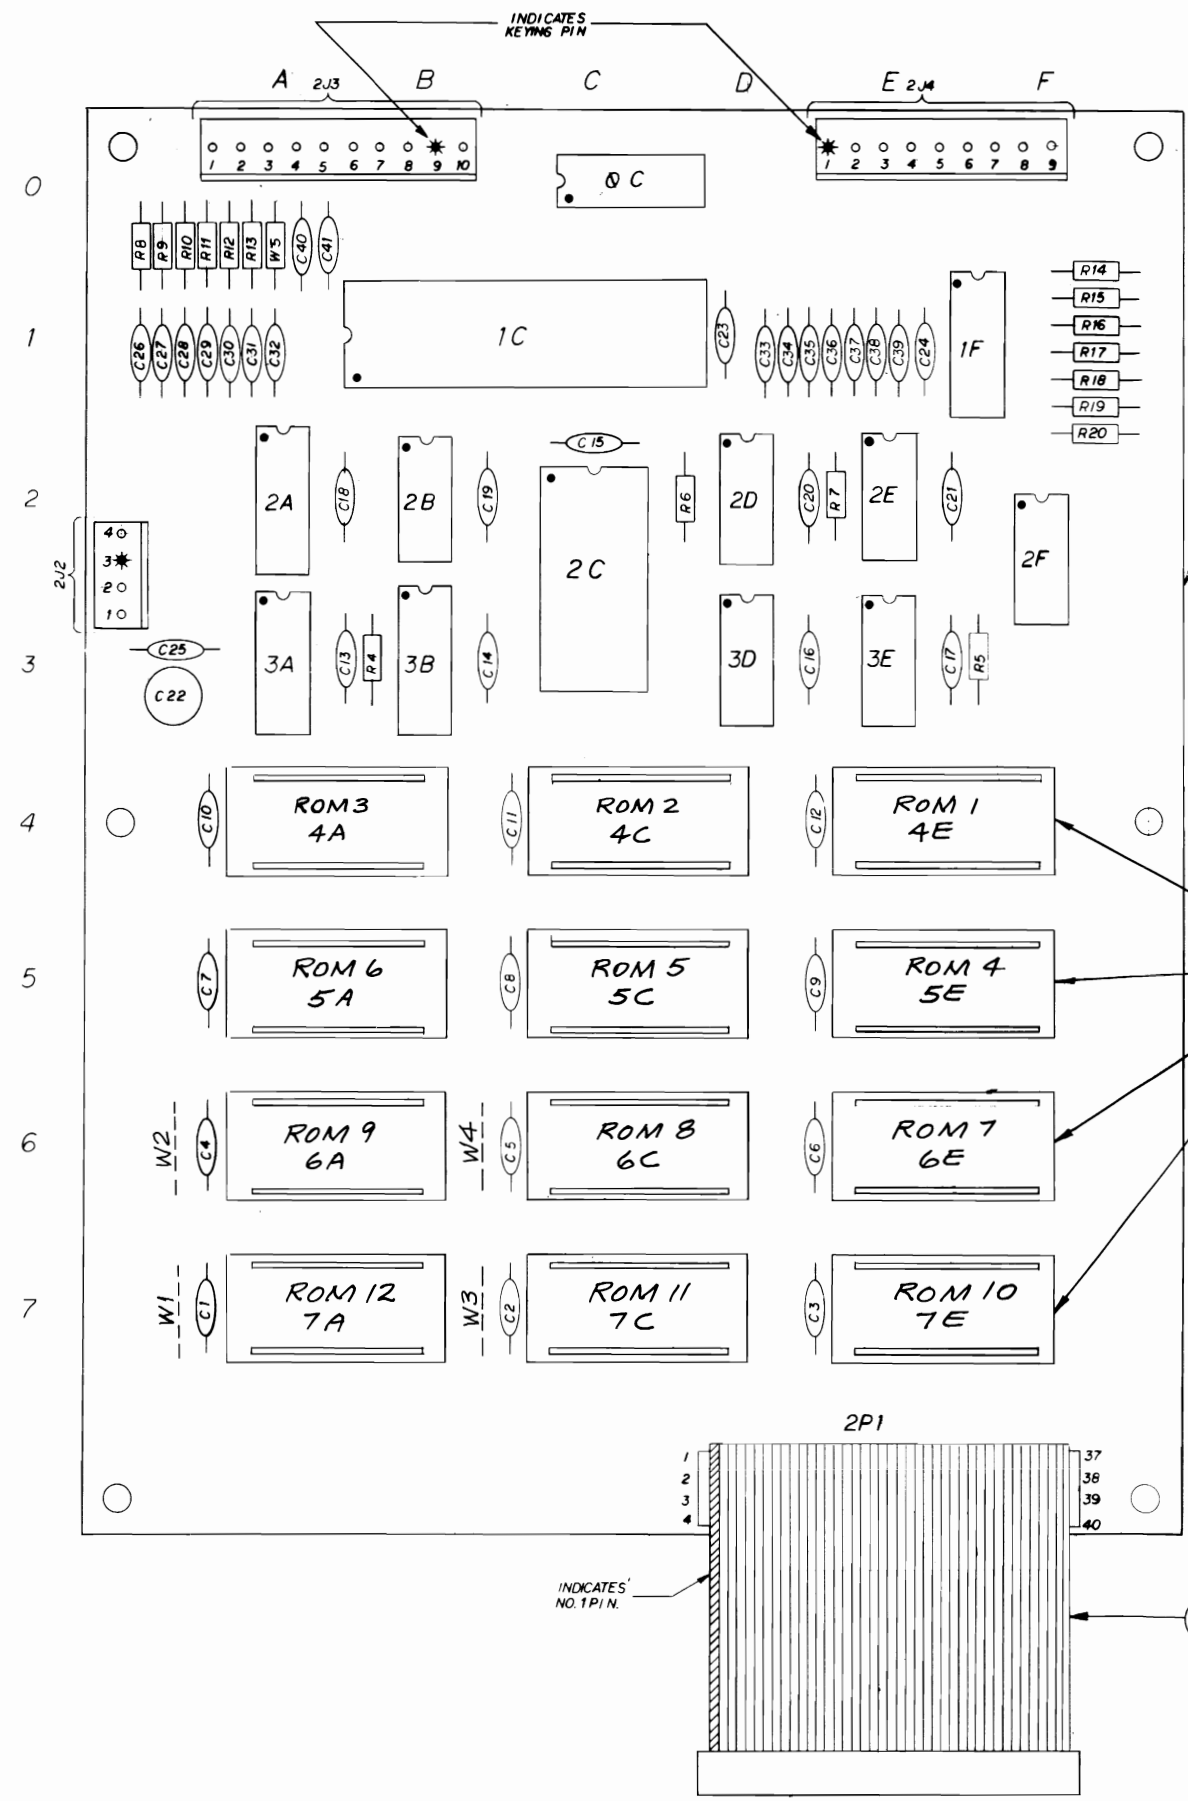 INDICATES
KEYING PIN
A 2J3 B C D E 2J4 F
1 2 3 4 5 6 7 8 9 10
1 2 3 4 5 6 7 8 9
0
ØC
R8 R9 R10 R11 R12 R13 W5 C40 C41
R14
R15
R16
R17
R18
R19
R20
1
C26 C27 C28 C29 C30 C31 C32
1C
C23
C33 C34 C35 C36 C37 C38 C39 C24
1F
C15
2
2A C18 2B C19 2C R6 2D C20 R7 2E C21 2F
2J2
4
3
2
1
3
C25
C22
3A C13 R4 3B C14 3D C16 3E C17 R5
4
C10
ROM 3
4A
C11
ROM 2
4C
C12
ROM 1
4E
5
C7
ROM 6
5A
C8
ROM 5
5C
C9
ROM 4
5E
6
W2
C4
ROM 9
6A
W4
C5
ROM 8
6C
C6
ROM 7
6E
7
W1
C1
ROM 12
7A
W3
C2
ROM 11
7C
C3
ROM 10
7E
2P1
1
2
3
4
37
38
39
40
INDICATES
NO. 1 PIN.